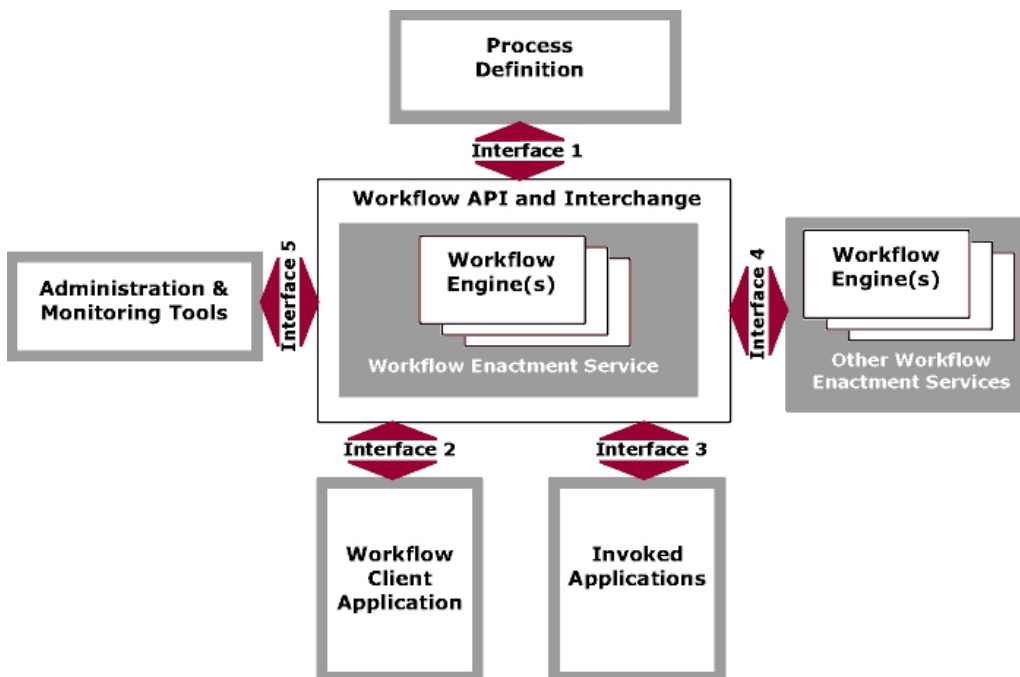 Process
Definition
Interface 1
Workflow API and Interchange
Workflow
Engine(s)
Workflow Enactment Service
Interface 5
Administration &
Monitoring Tools
Interface 4
Workflow
Engine(s)
Other Workflow
Enactment Services
Interface 2
Interface 3
Workflow
Client
Application
Invoked
Applications